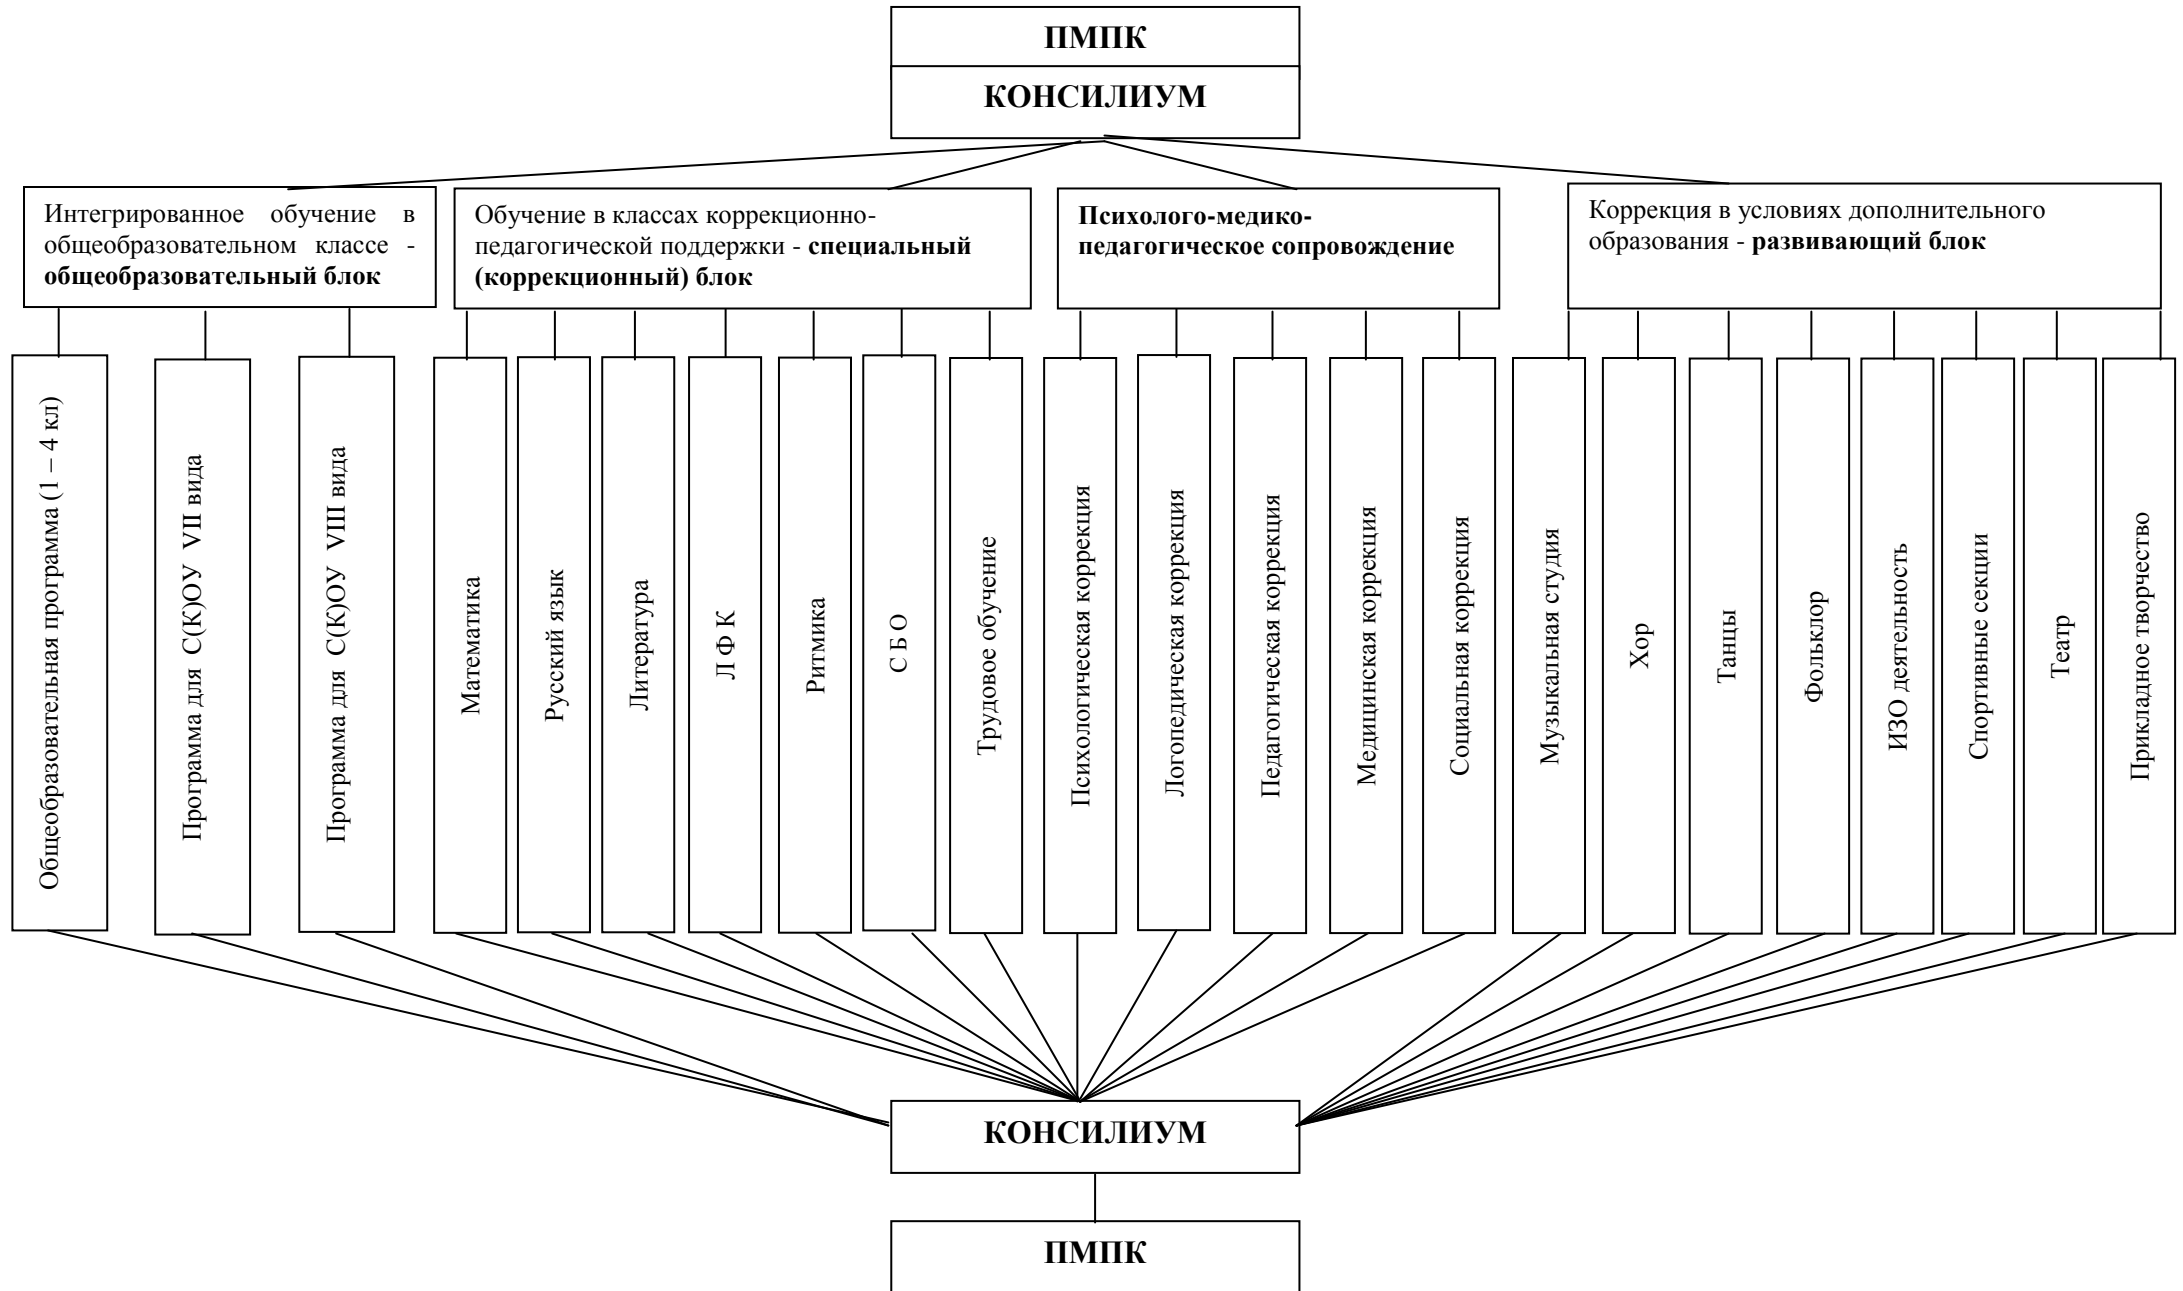 ПМПК
КОНСИЛИУМ
Интегрированное обучение в
общеобразовательном классе -
общеобразовательный блок
Обучение в классах коррекционно-
педагогической поддержки - специальный
(коррекционный) блок
Психолого-медико-
педагогическое сопровождение
Коррекция в условиях дополнительного
образования - развивающий блок
Общеобразовательная программа (1 – 4 кл)
Программа для С(К)ОУ VII вида
Программа для С(К)ОУ VIII вида
Математика
Русский язык
Литература
Л Ф К
Ритмика
С Б О
Трудовое обучение
Психологическая коррекция
Логопедическая коррекция
Педагогическая коррекция
Медицинская коррекция
Социальная коррекция
Музыкальная студия
Хор
Танцы
Фольклор
ИЗО деятельность
Спортивные секции
Театр
Прикладное творчество
КОНСИЛИУМ
ПМПК